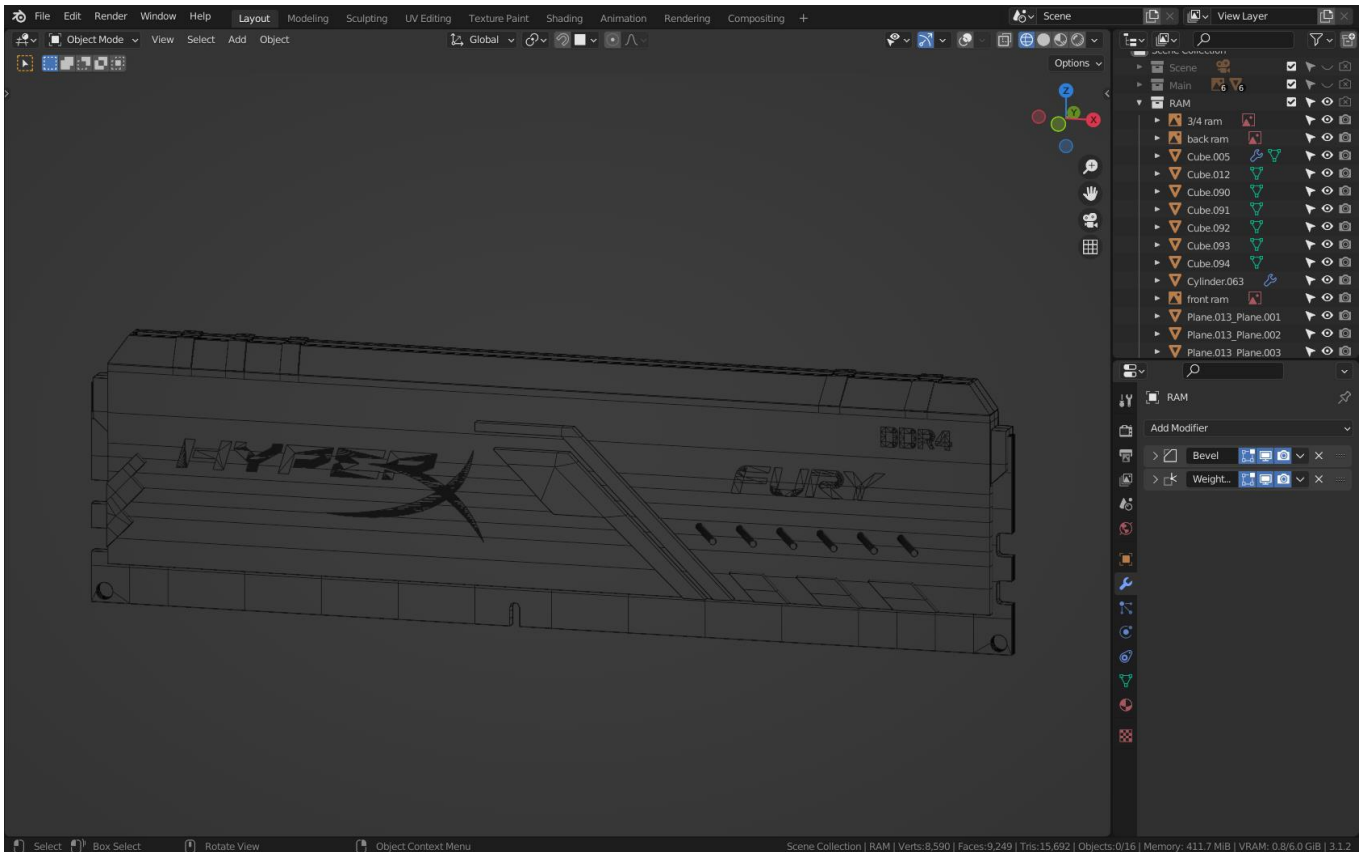 File Edit Render Window Help Layout Modeling Sculpting UV Editing Texture Paint Shading Animation Rendering Compositing + Scene View Layer
Object Mode View Select Add Object Global
Options
Z
Y
X
HYPERX
FURY
DDR4
Scene Collection
Scene
Main 6 6
RAM
3/4 ram
back ram
Cube.005
Cube.012
Cube.090
Cube.091
Cube.092
Cube.093
Cube.094
Cylinder.063
front ram
Plane.013_Plane.001
Plane.013_Plane.002
Plane.013_Plane.003
RAM
Add Modifier
Bevel
Weight..
Select Box Select Rotate View Object Context Menu Scene Collection | RAM | Verts:8,590 | Faces:9,249 | Tris:15,692 | Objects:0/16 | Memory: 411.7 MiB | VRAM: 0.8/6.0 GiB | 3.1.2